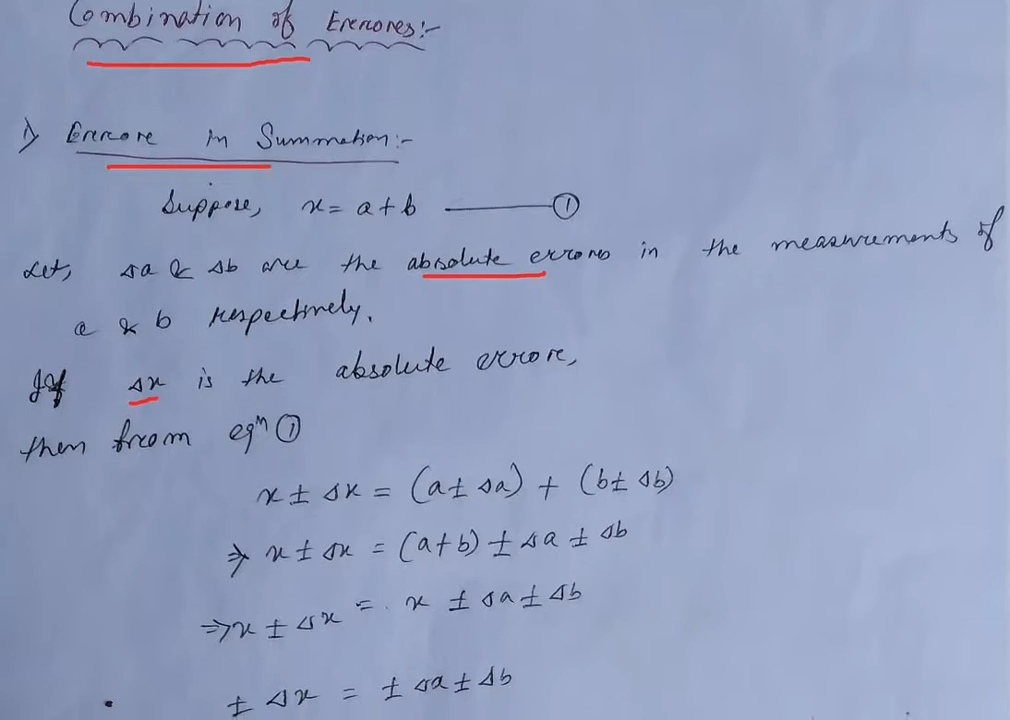 Combination of Errores:-
1) Errore in Summation:-
Suppose, x = a + b ——— ①
Let, Δa & Δb are the absolute errores in the measurements of
a & b respectively.
If Δx is the absolute errore,
then from eqⁿ ①
x ± Δx = (a ± Δa) + (b ± Δb)
⇒ x ± Δx = (a+b) ± Δa ± Δb
⇒ x ± Δx = x ± Δa ± Δb
± Δx = ± Δa ± Δb